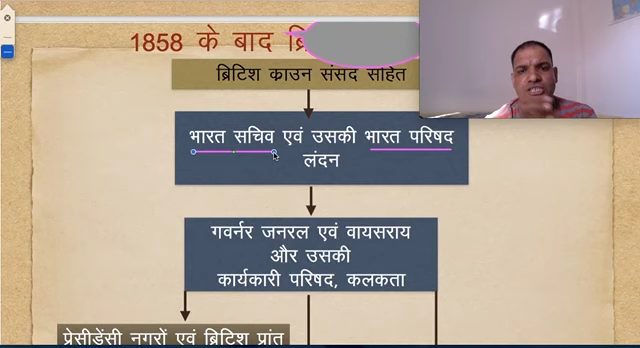 1858 के बाद
ब्रिटिश क्राउन संसद सहित
भारत सचिव एवं उसकी भारत परिषद
लंदन
गवर्नर जनरल एवं वायसराय
और उसकी
कार्यकारी परिषद, कलकता
प्रेसीडेंसी नगरों एवं ब्रिटिश प्रांत